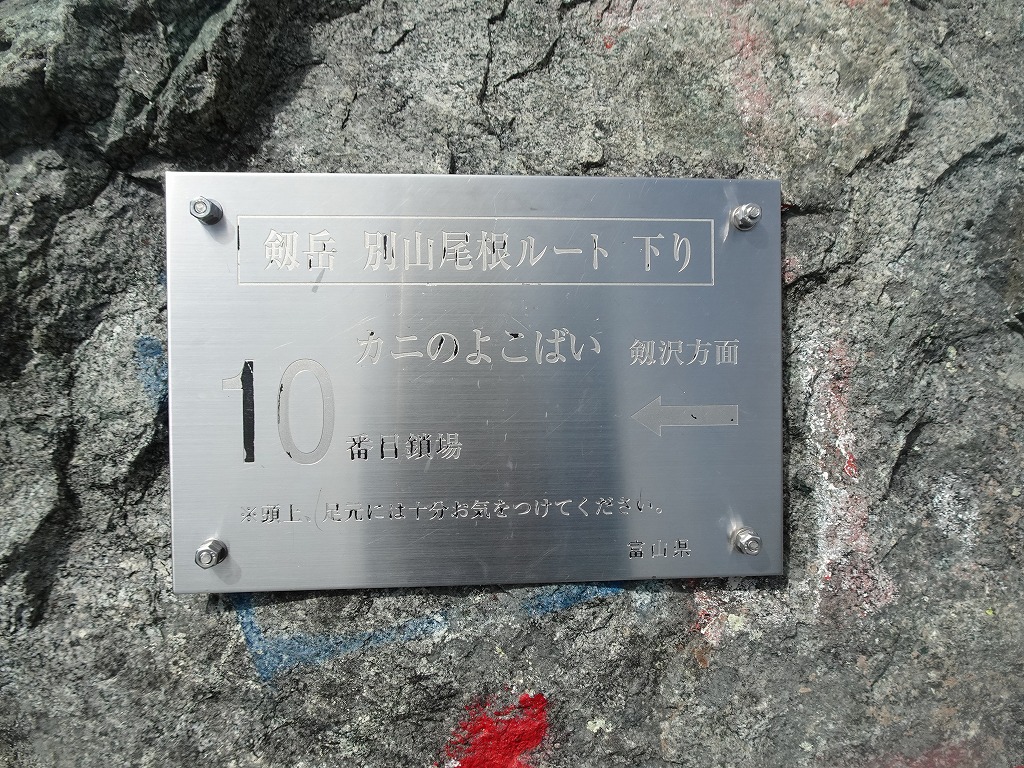 剱岳 別山尾根ルート 下り
カニのよこばい 剱沢方面
10番目鎖場
※頭上、足元には十分お気をつけてください。
富山県